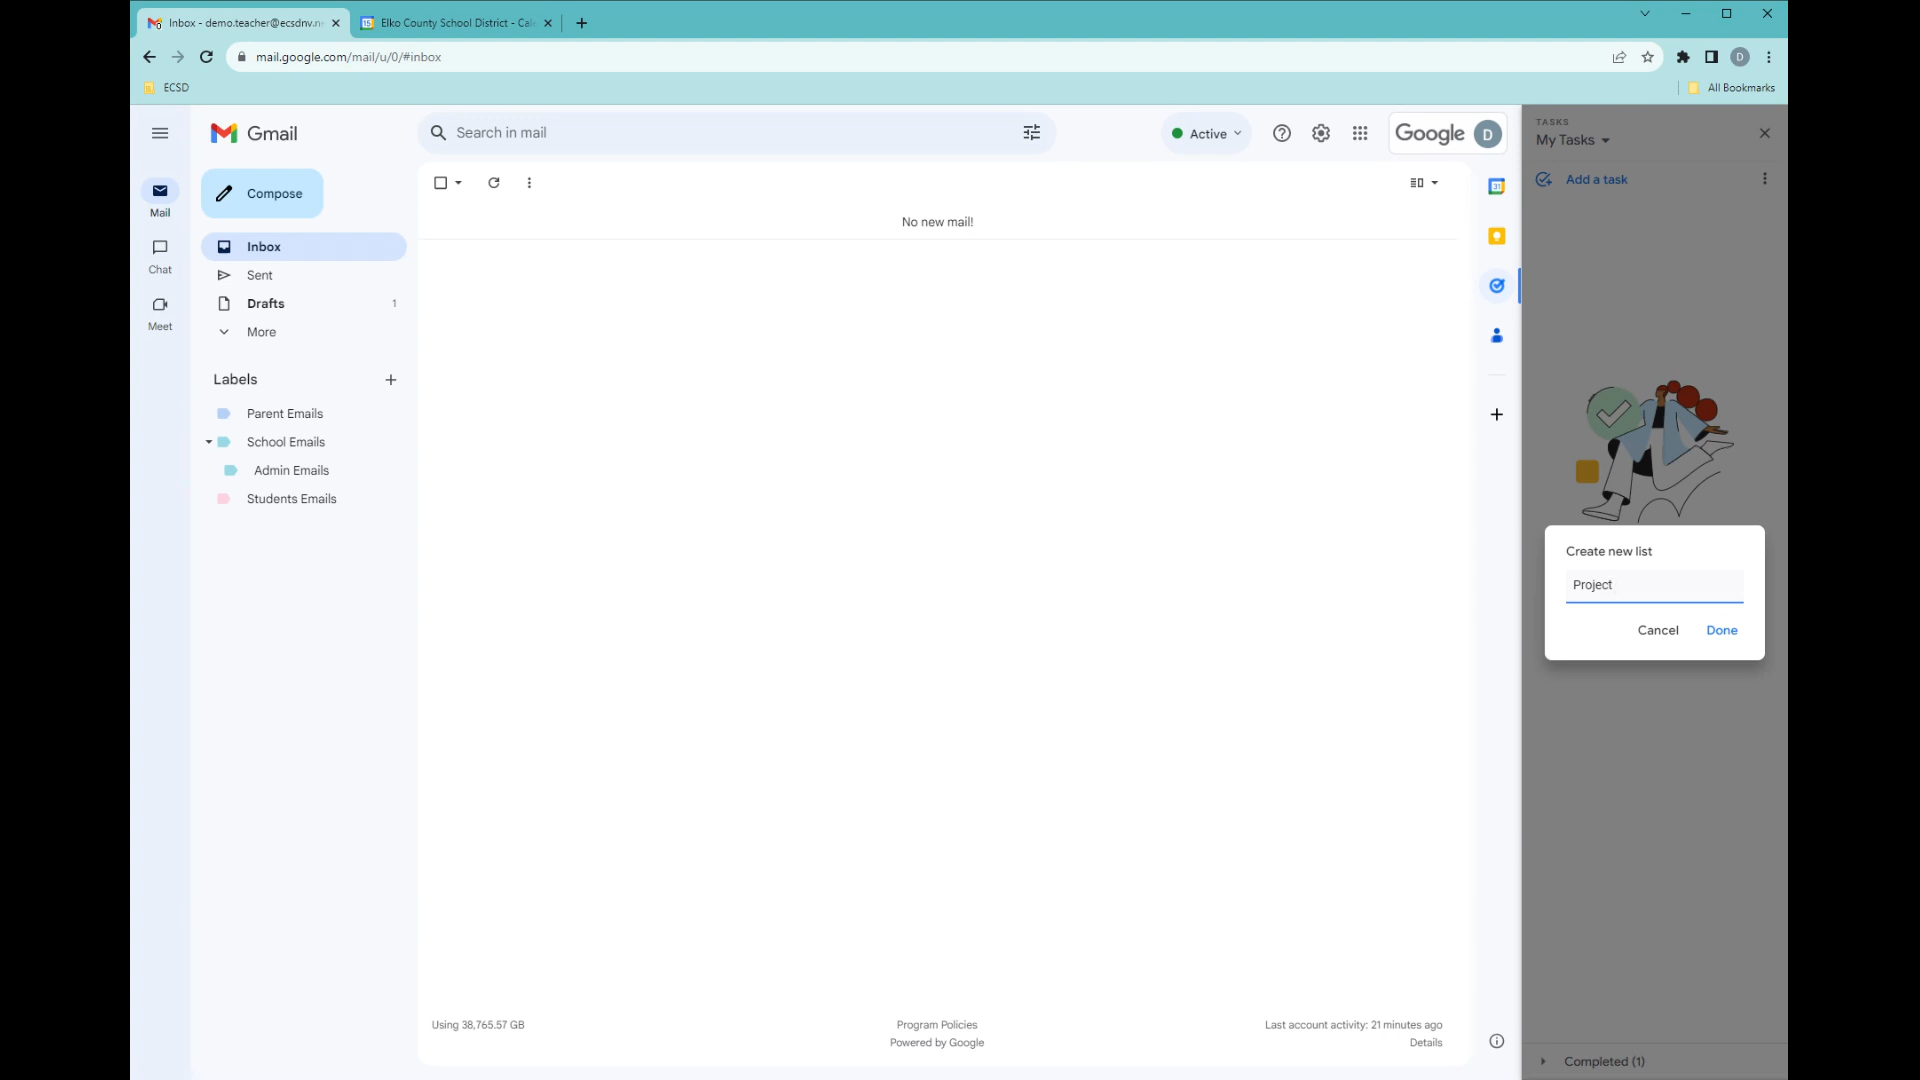 Inbox - demo.teacher@ecsdnv.n
Elko County School District - Cal
mail.google.com/mail/u/0/#inbox
D
ECSD
All Bookmarks
Gmail
Search in mail
Active
Google
D
TASKS
My Tasks
Compose
Add a task
Mail
31
No new mail!
Inbox
Chat
Sent
Drafts
1
Meet
More
Labels
Parent Emails
School Emails
Admin Emails
Students Emails
Create new list
Project
Cancel
Done
Using 38,765.57 GB
Program Policies
Powered by Google
Last account activity: 21 minutes ago
Details
Completed (1)